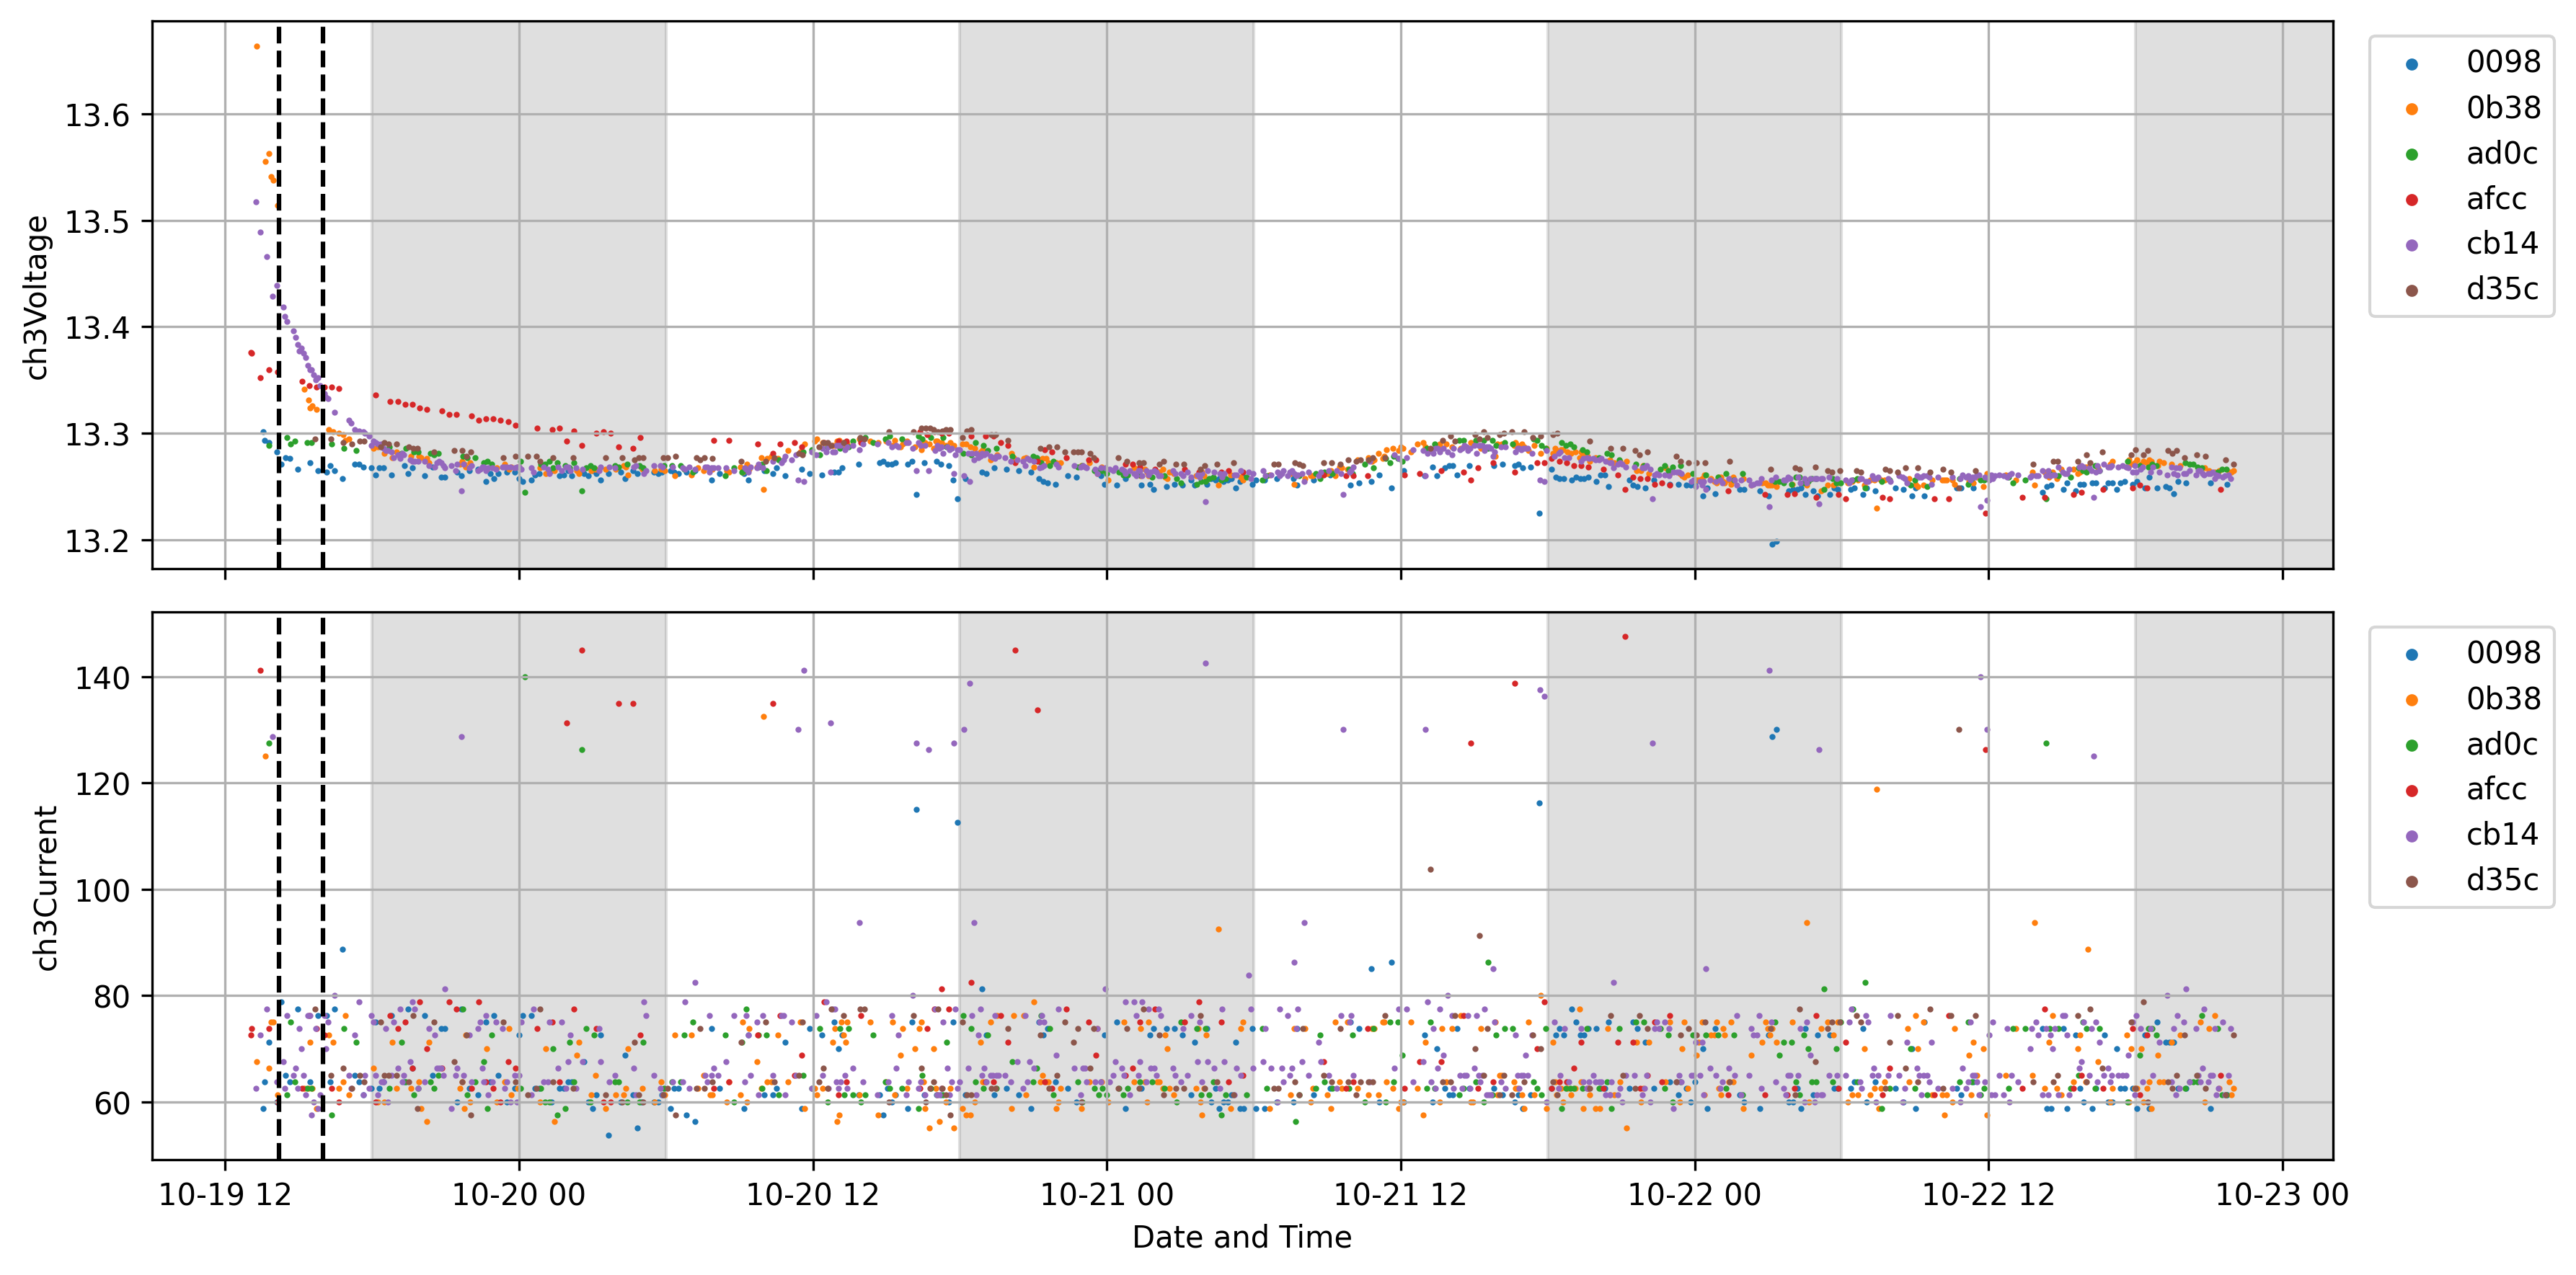 ch3Voltage
13.6
13.5
13.4
13.3
13.2
0098
0b38
ad0c
afcc
cb14
d35c
ch3Current
140
120
100
80
60
0098
0b38
ad0c
afcc
cb14
d35c
10-19 12
10-20 00
10-20 12
10-21 00
10-21 12
10-22 00
10-22 12
10-23 00
Date and Time